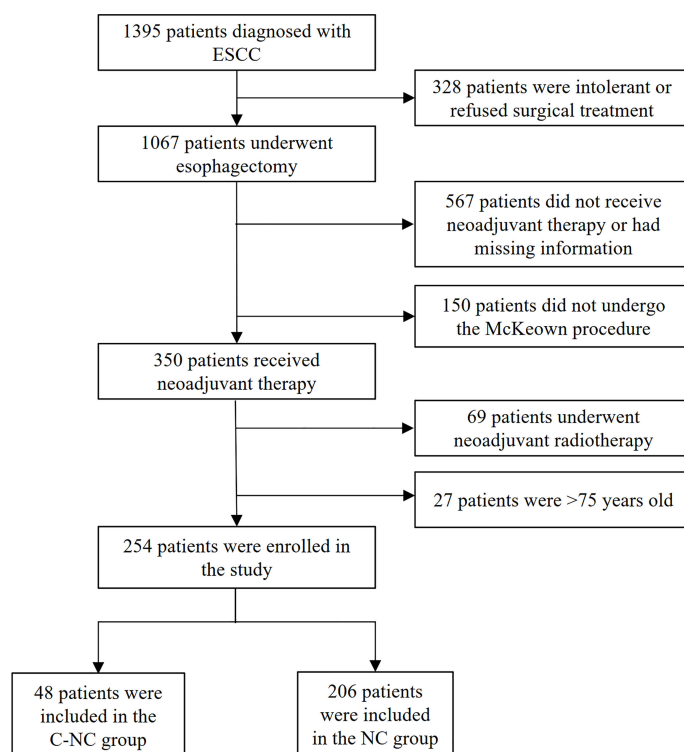 1395 patients diagnosed with
ESCC
328 patients were intolerant or
refused surgical treatment
1067 patients underwent
esophagectomy
567 patients did not receive
neoadjuvant therapy or had
missing information
150 patients did not undergo
the McKeown procedure
350 patients received
neoadjuvant therapy
69 patients underwent
neoadjuvant radiotherapy
27 patients were >75 years old
254 patients were enrolled in
the study
48 patients were
included in the
C-NC group
206 patients
were included
in the NC group